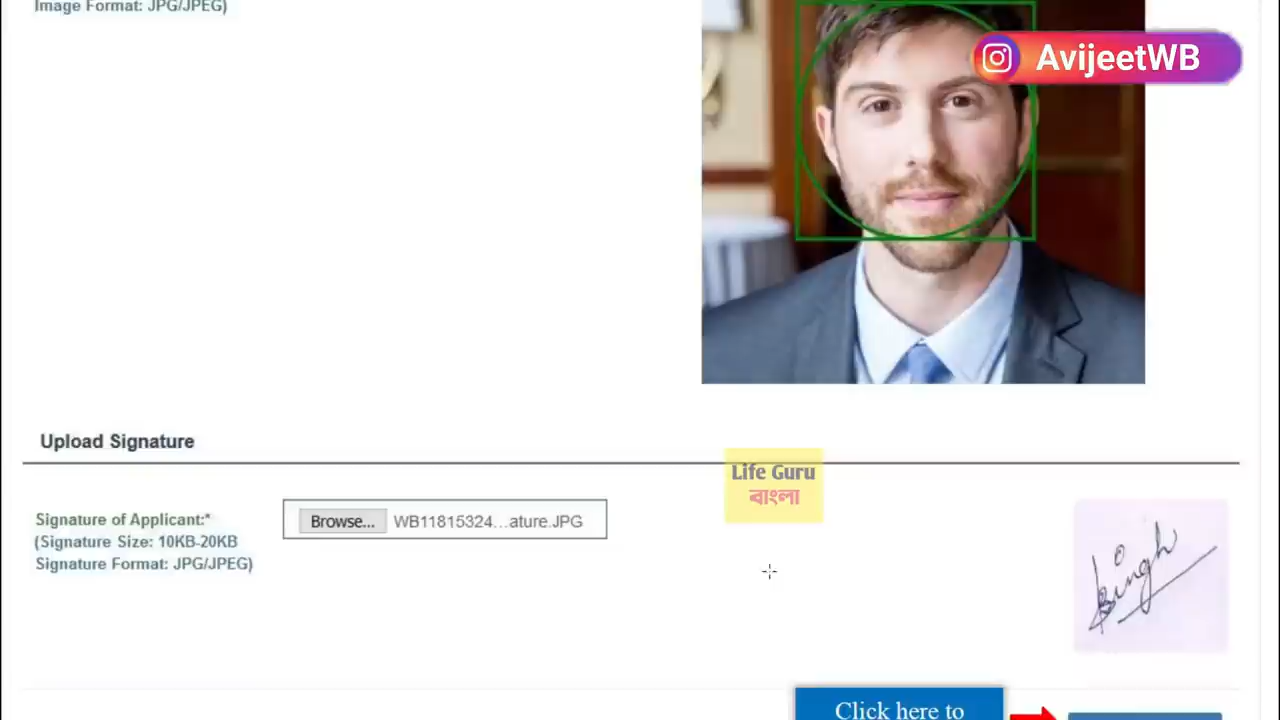 Image Format: JPG/JPEG)
AvijeetWB
Upload Signature
Life Guru
বাংলা
Signature of Applicant:*
(Signature Size: 10KB-20KB
Signature Format: JPG/JPEG)
Browse... WB11815324...ature.JPG
Singh
Click here to